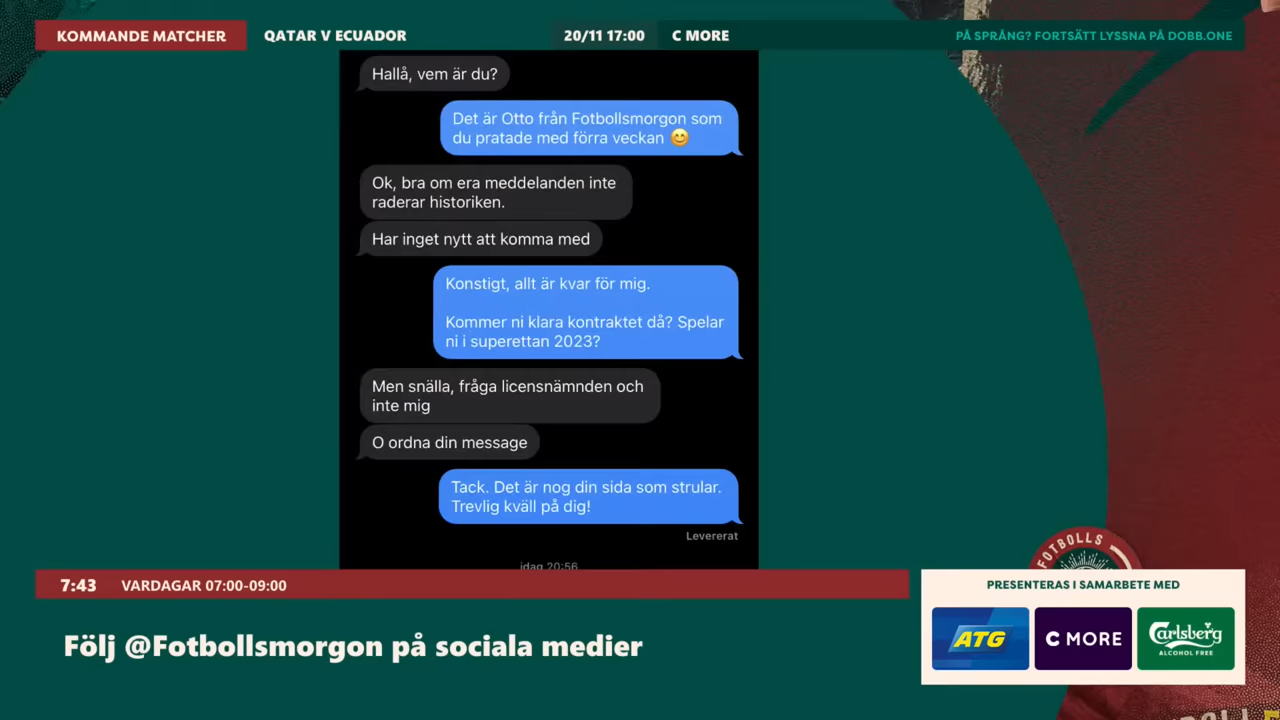 KOMMANDE MATCHER QATAR V ECUADOR 20/11 17:00 C MORE PÅ SPRÅNG? FORTSÄTT LYSSNA PÅ DOBB.ONE
Hallå, vem är du?
Det är Otto från Fotbollsmorgon som
du pratade med förra veckan 😊
Ok, bra om era meddelanden inte
raderar historiken.
Har inget nytt att komma med
Konstigt, allt är kvar för mig.
Kommer ni klara kontraktet då? Spelar
ni i superettan 2023?
Men snälla, fråga licensnämnden och
inte mig
O ordna din message
Tack. Det är nog din sida som strular.
Trevlig kväll på dig!
Levererat
idag 20:56
FOTBOLLS
7:43 VARDAGAR 07:00-09:00
PRESENTERAS I SAMARBETE MED
Följ @Fotbollsmorgon på sociala medier
ATG C MORE Carlsberg
ALCOHOL FREE